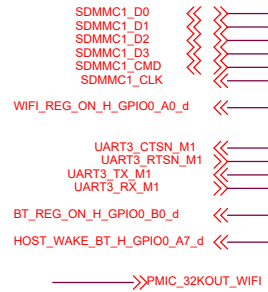 SDMMC1_D0
SDMMC1_D1
SDMMC1_D2
SDMMC1_D3
SDMMC1_CMD
SDMMC1_CLK
WIFI_REG_ON_H_GPIO0_A0_d
UART3_CTSN_M1
UART3_RTSN_M1
UART3_TX_M1
UART3_RX_M1
BT_REG_ON_H_GPIO0_B0_d
HOST_WAKE_BT_H_GPIO0_A7_d
PMIC_32KOUT_WIFI